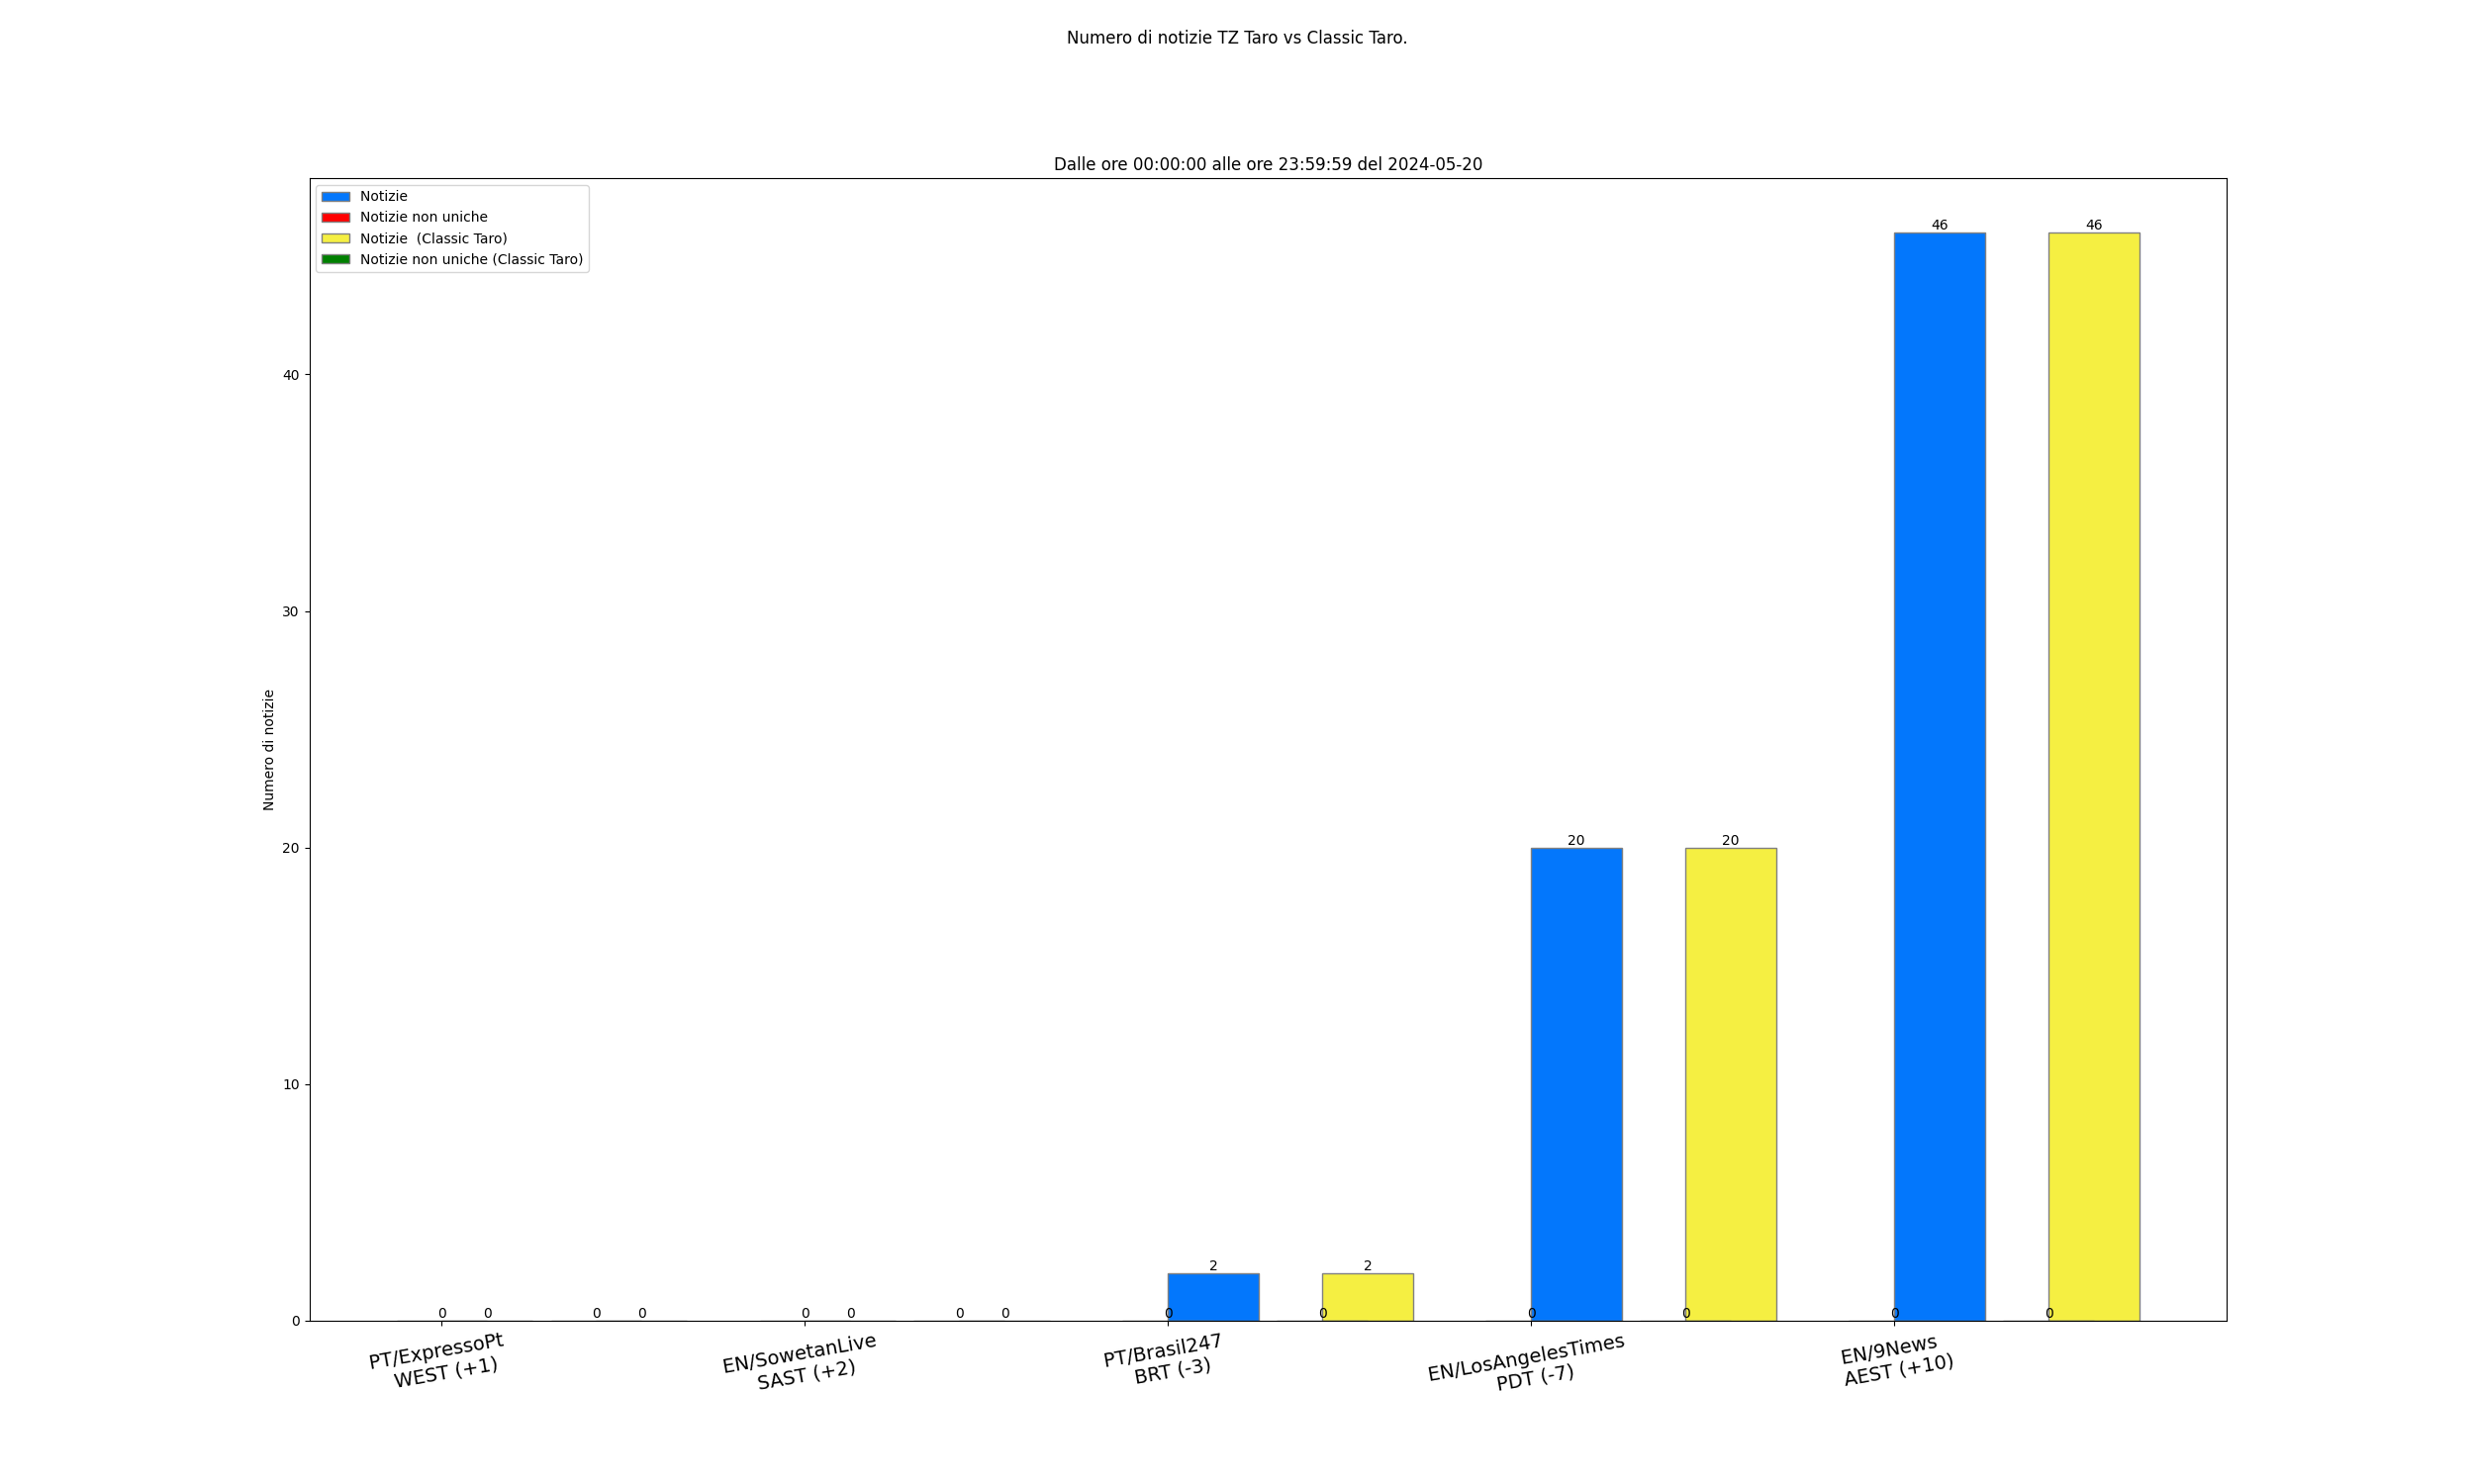 Numero di notizie TZ Taro vs Classic Taro.
Dalle ore 00:00:00 alle ore 23:59:59 del 2024-05-20
Notizie
Notizie non uniche
Notizie  (Classic Taro)
Notizie non uniche (Classic Taro)
Numero di notizie
40
30
20
10
0
46
46
20
20
2
2
0
0
0
0
0
0
0
0
0
0
0
0
0
0
PT/ExpressoPt
WEST (+1)
EN/SowetanLive
SAST (+2)
PT/Brasil247
BRT (-3)
EN/LosAngelesTimes
PDT (-7)
EN/9News
AEST (+10)